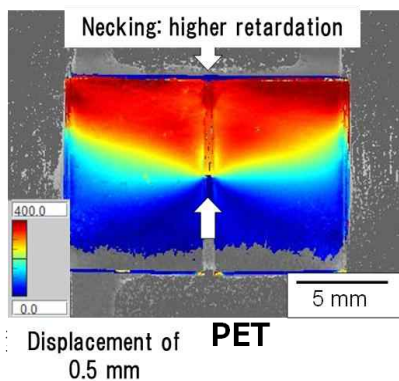 Necking: higher retardation
400.0
0.0
5 mm
Displacement of
0.5 mm
PET